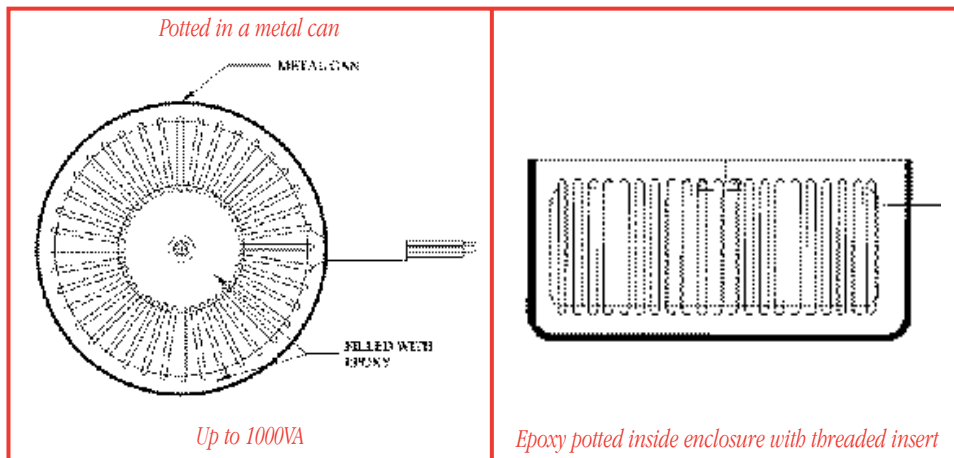 Potted in a metal can
METAL CAN
FILLED WITH
EPOXY
Up to 1000VA
Epoxy potted inside enclosure with threaded insert